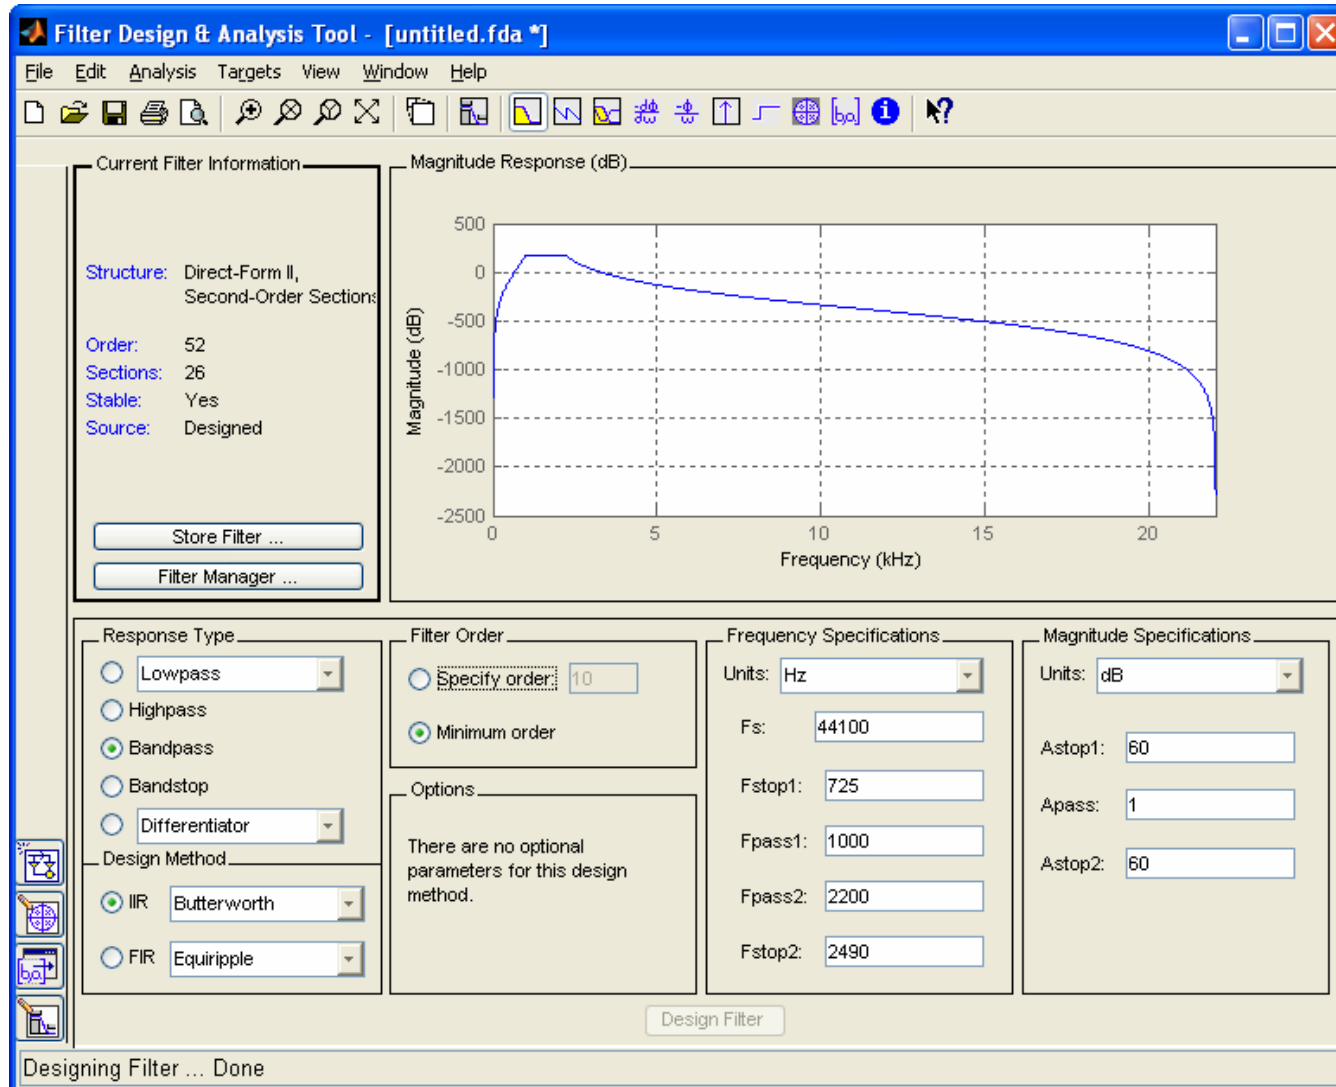 Filter Design & Analysis Tool - [untitled.fda *]
File Edit Analysis Targets View Window Help
Current Filter Information
Structure: Direct-Form II,
Second-Order Sections
Order: 52
Sections: 26
Stable: Yes
Source: Designed
Store Filter ...
Filter Manager ...
Magnitude Response (dB)
500
0
-500
-1000
-1500
-2000
-2500
Magnitude (dB)
0 5 10 15 20
Frequency (kHz)
Response Type
Lowpass
Highpass
Bandpass
Bandstop
Differentiator
Design Method
IIR Butterworth
FIR Equiripple
Filter Order
Specify order: 10
Minimum order
Options
There are no optional
parameters for this design
method.
Frequency Specifications
Units: Hz
Fs: 44100
Fstop1: 725
Fpass1: 1000
Fpass2: 2200
Fstop2: 2490
Magnitude Specifications
Units: dB
Astop1: 60
Apass: 1
Astop2: 60
Design Filter
Designing Filter ... Done